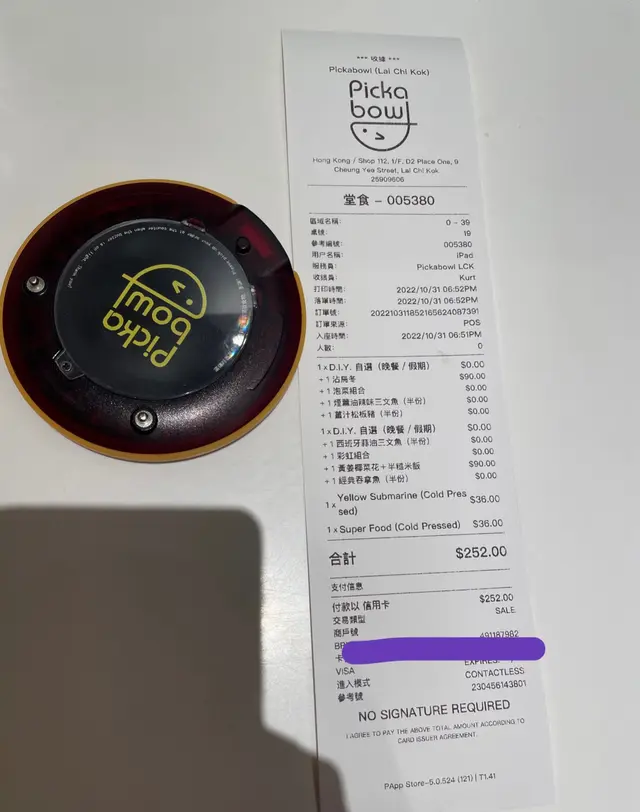 *** 收據 ***
Pickabowl (Lai Chi Kok)
Picka
bowl
Hong Kong / Shop 112, 1/F, D2 Place One, 9
Cheung Yee Street, Lai Chi Kok
25909606
堂食 - 005380
區域名稱: 0 - 39
檯號: 19
參考編號: 005380
用戶名稱: iPad
服務員: Pickabowl LCK
收銀員: Kurt
打印時間: 2022/10/31 06:52PM
落單時間: 2022/10/31 06:52PM
訂單號: 202210311852165624087391
訂單來源: POS
入座時間: 2022/10/31 06:51PM
人數: 0
1 x D.I.Y. 自選 (晚餐 / 假期) $0.00
+ 1 沾烏冬 $90.00
+ 1 泡菜組合 $0.00
+ 1 煙薰油辣味三文魚 (半份) $0.00
+ 1 薑汁松板豬 (半份) $0.00
1 x D.I.Y. 自選 (晚餐 / 假期) $0.00
+ 1 西班牙蒜油三文魚 (半份) $0.00
+ 1 彩虹組合 $0.00
+ 1 黃薑椰菜花+半糙米飯 $90.00
+ 1 經典吞拿魚 (半份) $0.00
1 x Yellow Submarine (Cold Pres
sed) $36.00
1 x Super Food (Cold Pressed) $36.00
合計 $252.00
支付信息
付款以 信用卡 $252.00
交易類型 SALE
商戶號 491187982
VISA
進入模式 CONTACTLESS
參考號 230456143801
NO SIGNATURE REQUIRED
I AGREE TO PAY THE ABOVE TOTAL AMOUNT ACCORDING TO
CARD ISSUER AGREEMENT.
PApp Store-5.0.524 (121) | T1.41
Picka
bowl